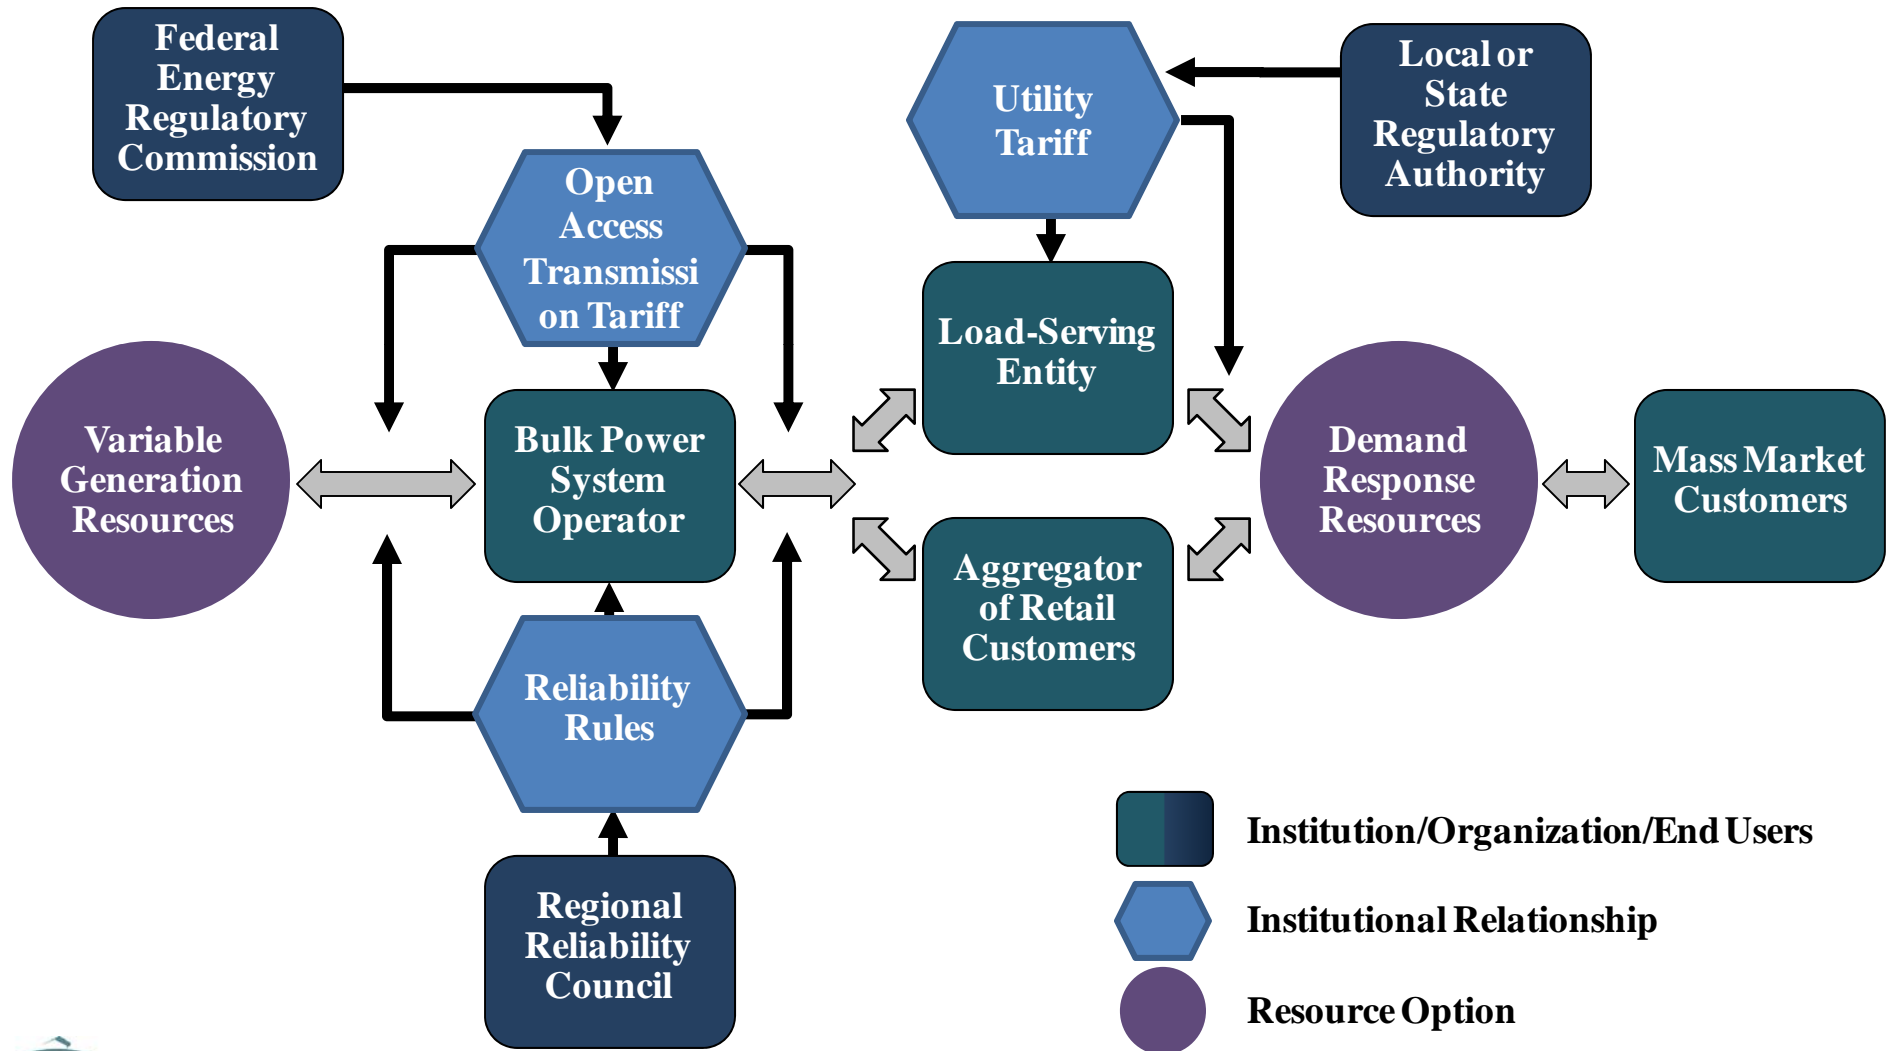 Federal
Energy
Regulatory
Commission
Open
Access
Transmissi
on Tariff
Utility
Tariff
Local or
State
Regulatory
Authority
Variable
Generation
Resources
Bulk Power
System
Operator
Load-Serving
Entity
Aggregator
of Retail
Customers
Demand
Response
Resources
Mass Market
Customers
Reliability
Rules
Regional
Reliability
Council
Institution/Organization/End Users
Institutional Relationship
Resource Option